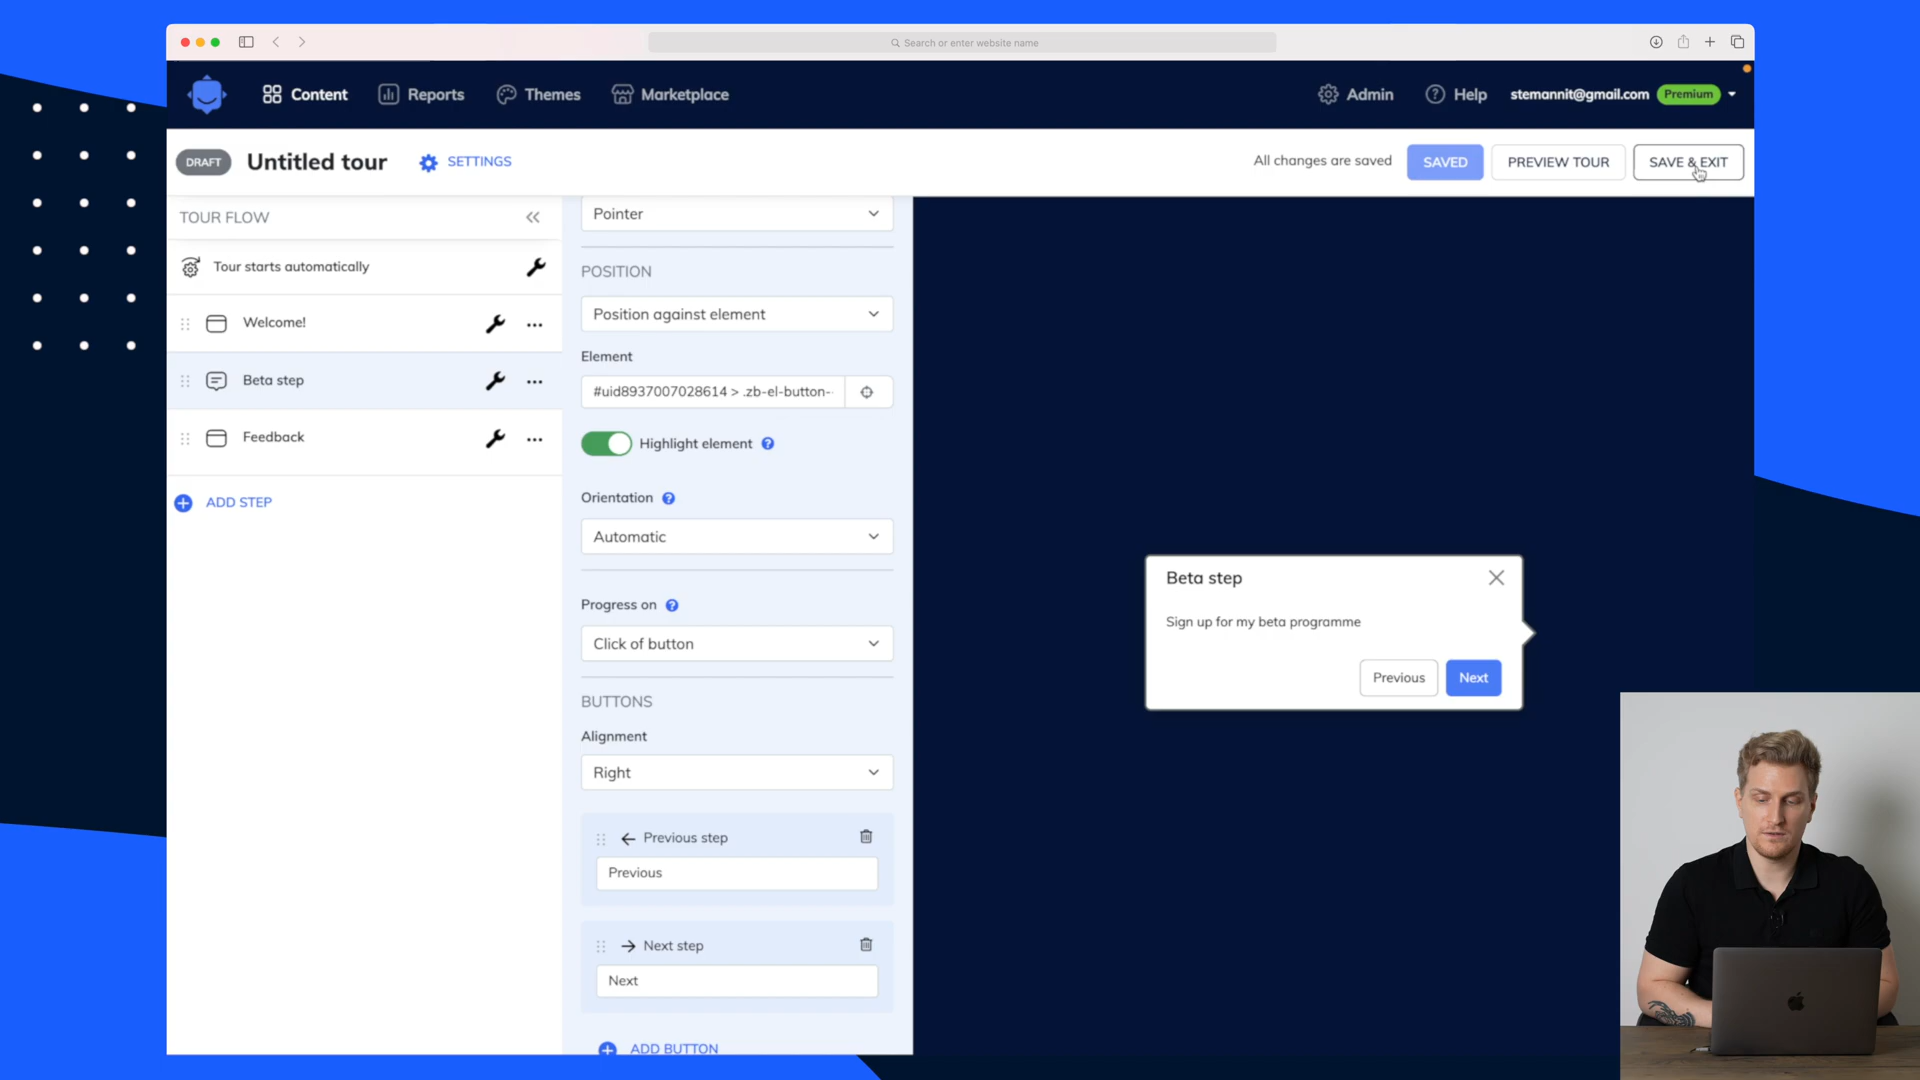 Search or enter website name
Content
Reports
Themes
Marketplace
Admin
Help
stemannit@gmail.com
Premium
DRAFT
Untitled tour
SETTINGS
All changes are saved
SAVED
PREVIEW TOUR
SAVE & EXIT
TOUR FLOW
Tour starts automatically
Welcome!
Beta step
Feedback
ADD STEP
Pointer
POSITION
Position against element
Element
#uid8937007028614 > .zb-el-button-
Highlight element
Orientation
Automatic
Progress on
Click of button
BUTTONS
Alignment
Right
Previous step
Previous
Next step
Next
ADD BUTTON
Beta step
Sign up for my beta programme
Previous
Next